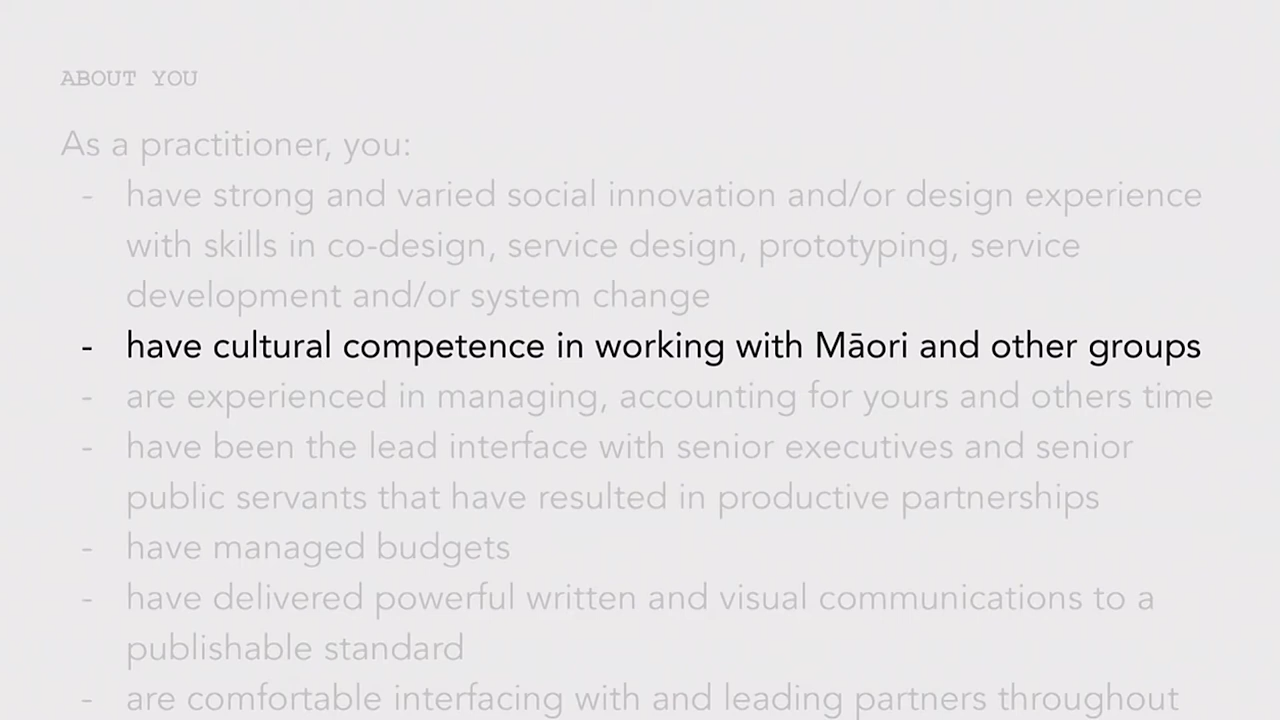 ABOUT YOU
As a practitioner, you:
- have strong and varied social innovation and/or design experience
with skills in co-design, service design, prototyping, service
development and/or system change
- have cultural competence in working with Māori and other groups
- are experienced in managing, accounting for yours and others time
- have been the lead interface with senior executives and senior
public servants that have resulted in productive partnerships
- have managed budgets
- have delivered powerful written and visual communications to a
publishable standard
- are comfortable interfacing with and leading partners throughout